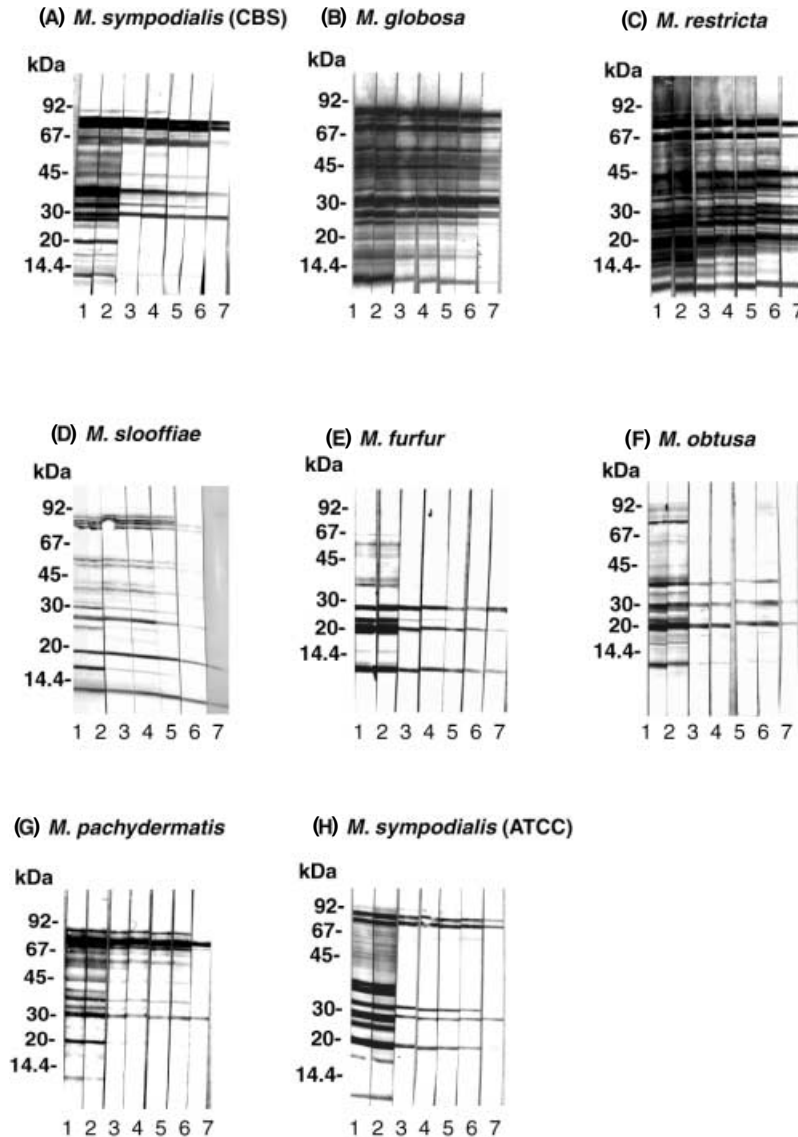 (A) M. sympodialis (CBS)
kDa
92-
67-
45-
30-
20-
14.4-
1 2 3 4 5 6 7
(B) M. globosa
kDa
92-
67-
45-
30-
20-
14.4-
1 2 3 4 5 6 7
(C) M. restricta
kDa
92-
67-
45-
30-
20-
14.4-
1 2 3 4 5 6 7
(D) M. slooffiae
kDa
92-
67-
45-
30-
20-
14.4-
1 2 3 4 5 6 7
(E) M. furfur
kDa
92-
67-
45-
30-
20-
14.4-
1 2 3 4 5 6 7
(F) M. obtusa
kDa
92-
67-
45-
30-
20-
14.4-
1 2 3 4 5 6 7
(G) M. pachydermatis
kDa
92-
67-
45-
30-
20-
14.4-
1 2 3 4 5 6 7
(H) M. sympodialis (ATCC)
kDa
92-
67-
45-
30-
20-
14.4-
1 2 3 4 5 6 7